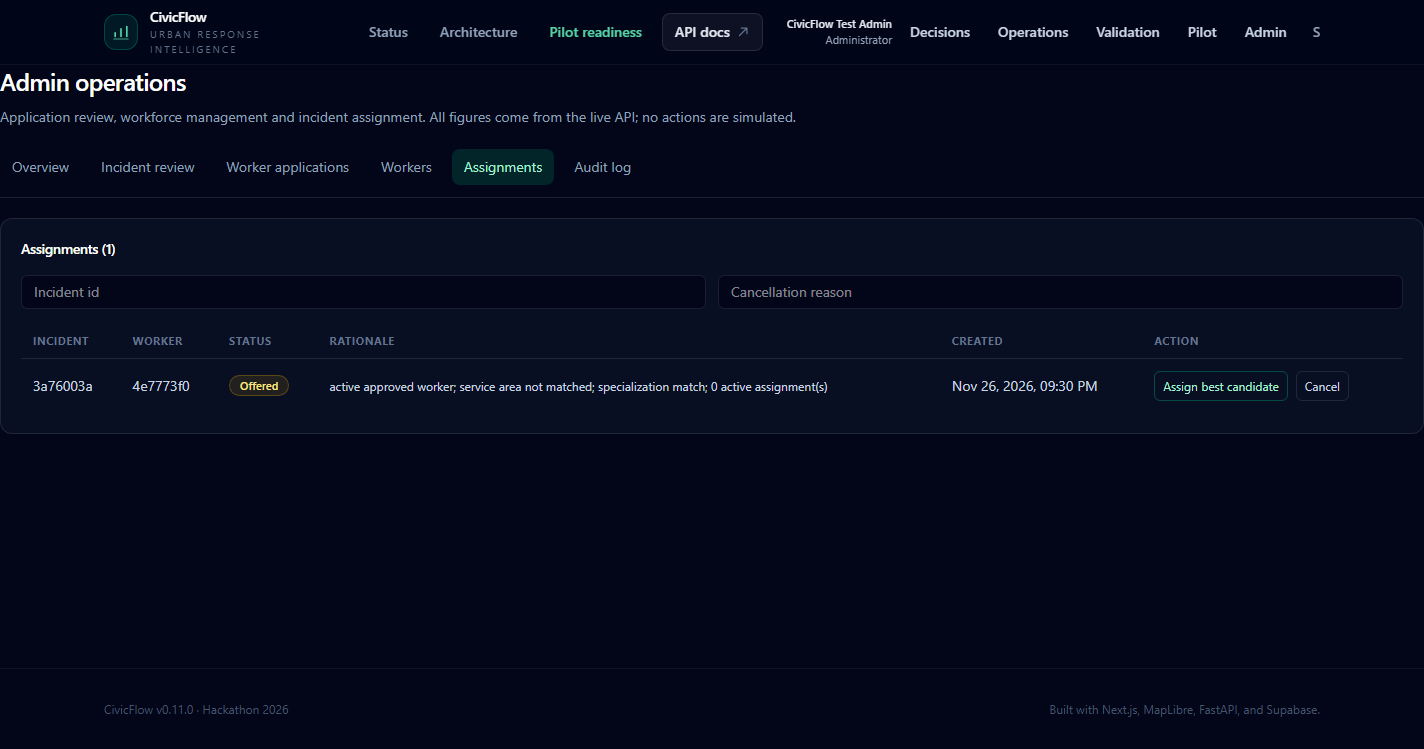 CivicFlow
URBAN RESPONSE
INTELLIGENCE
Status
Architecture
Pilot readiness
API docs ↗
CivicFlow Test Admin
Administrator
Decisions
Operations
Validation
Pilot
Admin
S
Admin operations
Application review, workforce management and incident assignment. All figures come from the live API; no actions are simulated.
Overview
Incident review
Worker applications
Workers
Assignments
Audit log
Assignments (1)
Incident id
Cancellation reason
INCIDENT WORKER STATUS RATIONALE CREATED ACTION
3a76003a 4e7773f0 Offered active approved worker; service area not matched; specialization match; 0 active assignment(s) Nov 26, 2026, 09:30 PM Assign best candidate Cancel
CivicFlow v0.11.0 · Hackathon 2026
Built with Next.js, MapLibre, FastAPI, and Supabase.